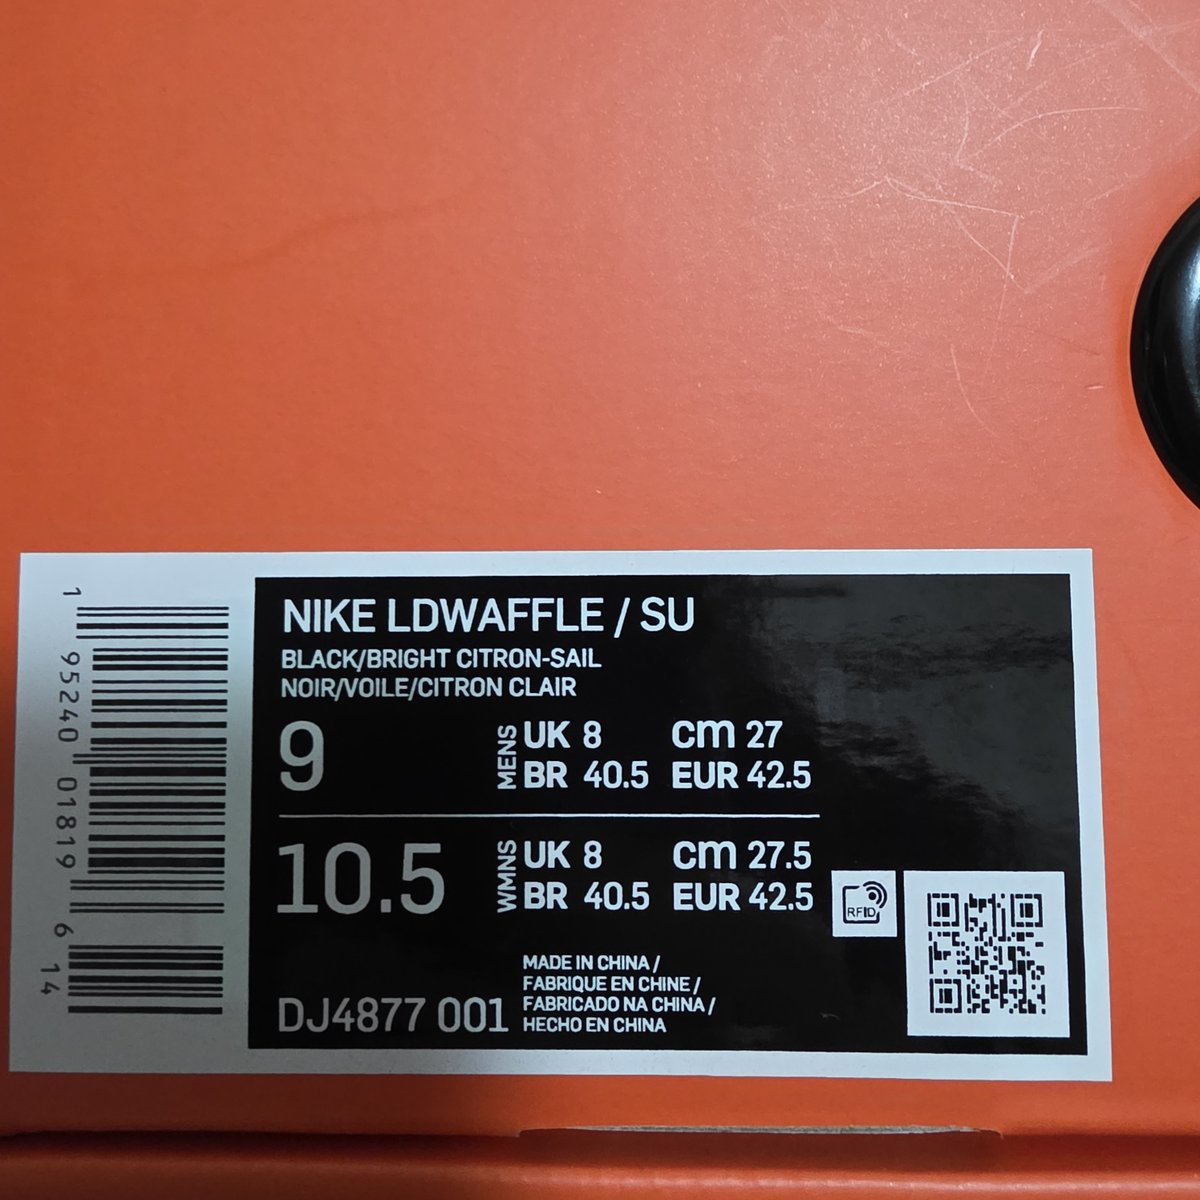 NIKE LDWAFFLE / SU
BLACK/BRIGHT CITRON-SAIL
NOIR/VOILE/CITRON CLAIR
9 MENS UK 8 cm 27
BR 40.5 EUR 42.5
10.5 WMNS UK 8 cm 27.5
BR 40.5 EUR 42.5
RFID
MADE IN CHINA /
FABRIQUE EN CHINE /
FABRICADO NA CHINA /
HECHO EN CHINA
DJ4877 001
1 95240 01819 6 14